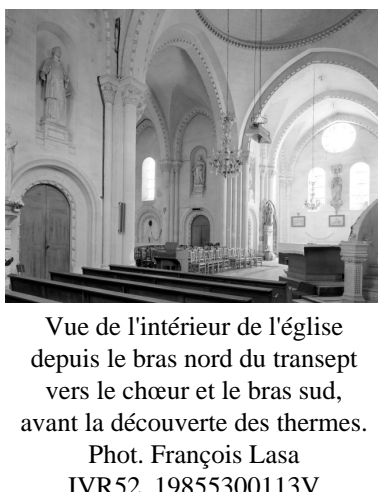 Vue de l'intérieur de l'église
depuis le bras nord du transept
vers le chœur et le bras sud,
avant la découverte des thermes.
Phot. François Lasa
IVR52_19855300113V